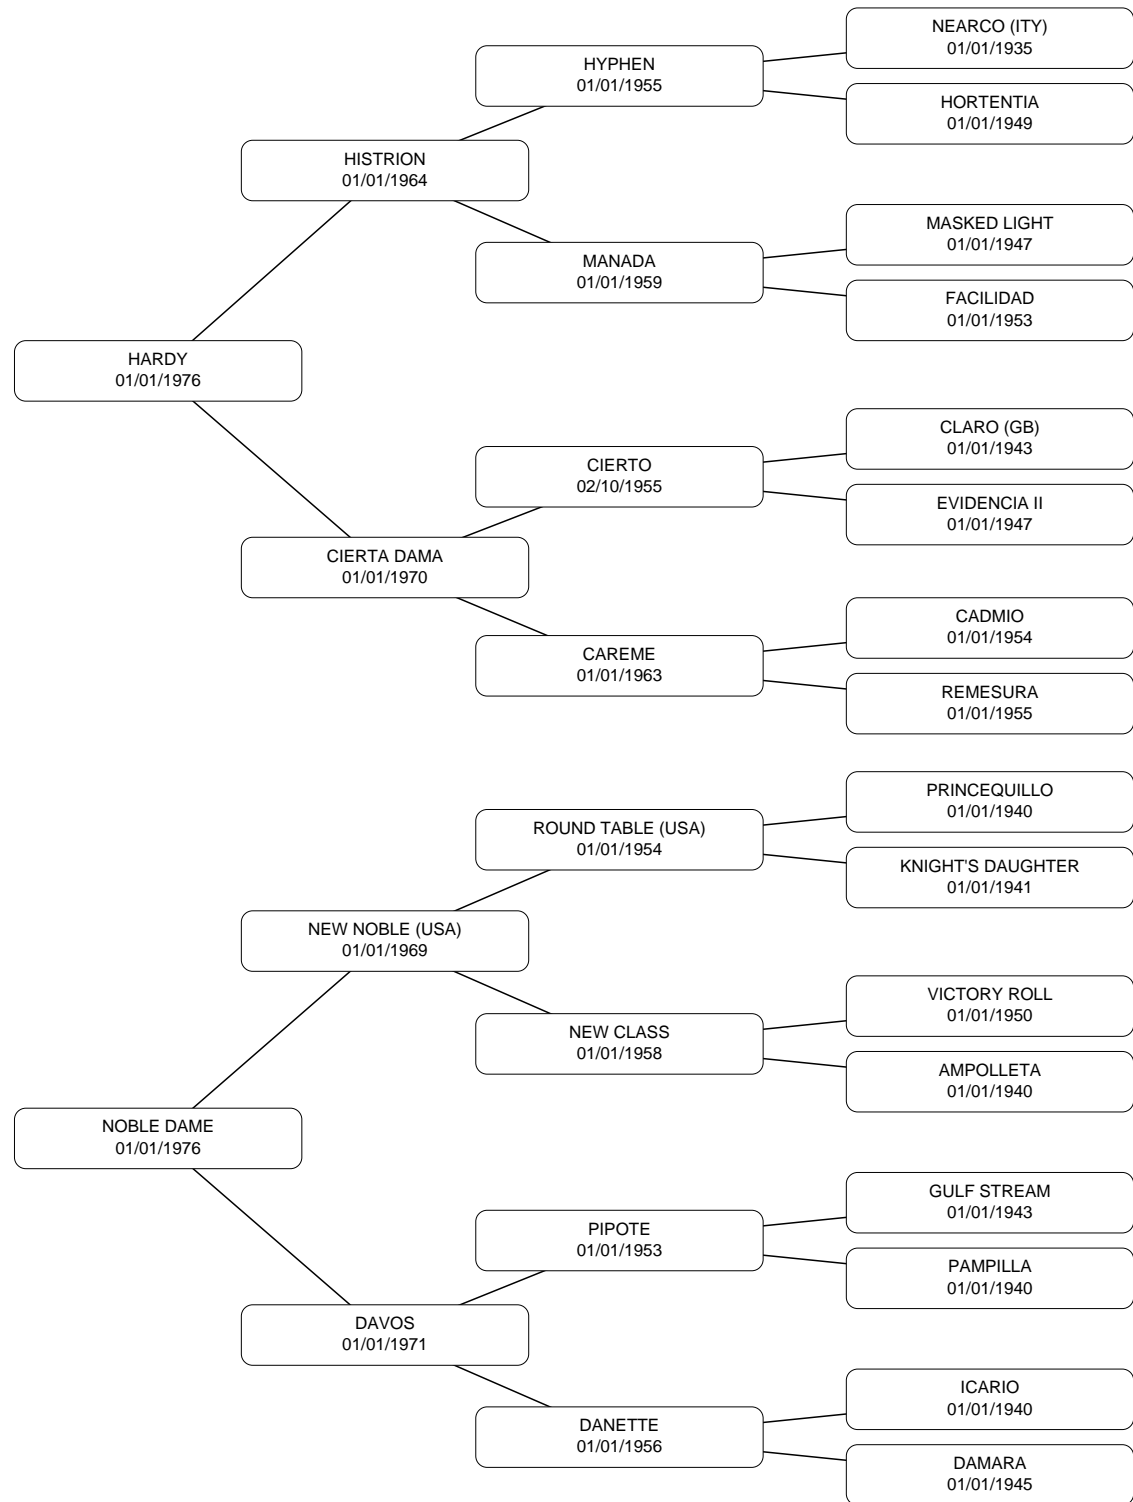 NEARCO (ITY)
01/01/1935
HYPHEN
01/01/1955
HORTENTIA
01/01/1949
HISTRION
01/01/1964
MASKED LIGHT
01/01/1947
MANADA
01/01/1959
FACILIDAD
01/01/1953
HARDY
01/01/1976
CLARO (GB)
01/01/1943
CIERTO
02/10/1955
EVIDENCIA II
01/01/1947
CIERTA DAMA
01/01/1970
CADMIO
01/01/1954
CAREME
01/01/1963
REMESURA
01/01/1955
PRINCEQUILLO
01/01/1940
ROUND TABLE (USA)
01/01/1954
KNIGHT'S DAUGHTER
01/01/1941
NEW NOBLE (USA)
01/01/1969
VICTORY ROLL
01/01/1950
NEW CLASS
01/01/1958
AMPOLLETA
01/01/1940
NOBLE DAME
01/01/1976
GULF STREAM
01/01/1943
PIPOTE
01/01/1953
PAMPILLA
01/01/1940
DAVOS
01/01/1971
ICARIO
01/01/1940
DANETTE
01/01/1956
DAMARA
01/01/1945